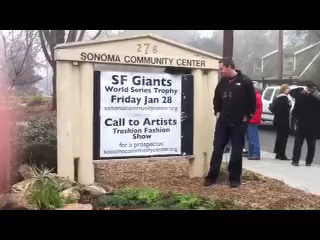 276
SONOMA COMMUNITY CENTER
SF Giants
World Series Trophy
Friday Jan 28
sonomacommunitycenter.org
Call to Artists
Trashion Fashion
Show
for a prospectus:
sonomacommunitycenter.org